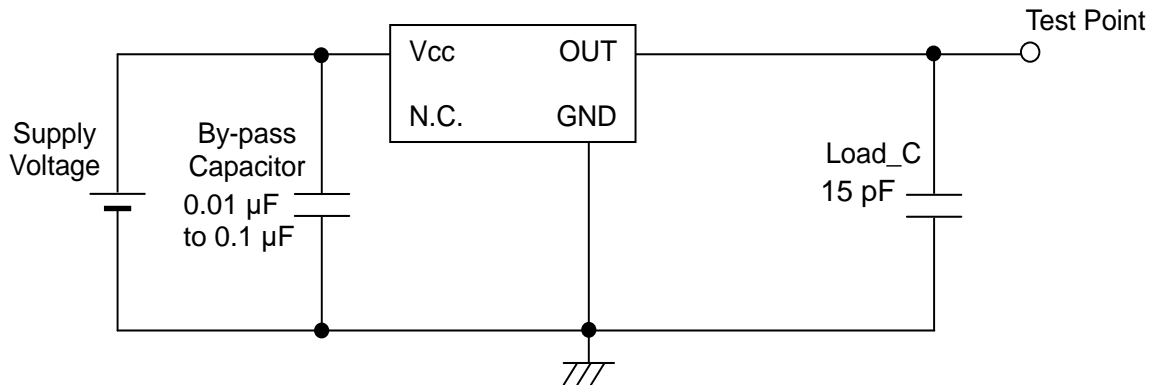 Test Point
Vcc OUT
N.C. GND
Supply
Voltage
By-pass
Capacitor
0.01 µF
to 0.1 µF
Load_C
15 pF